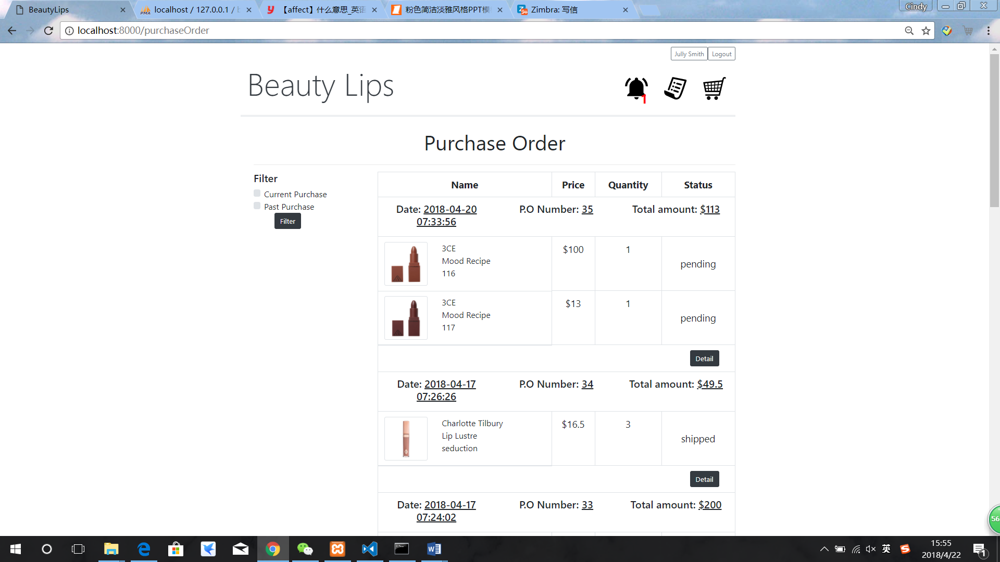 BeautyLips
localhost / 127.0.0.1 / b
【affect】什么意思_英语
粉色简洁淡雅风格PPT模
Zimbra: 写信
Cindy
localhost:8000/purchaseOrder
Jully Smith
Logout
Beauty Lips
1
Purchase Order
Filter
Current Purchase
Past Purchase
Filter
Name Price Quantity Status
Date: 2018-04-20 07:33:56 P.O Number: 35 Total amount: $113
3CE
Mood Recipe
116
$100 1 pending
3CE
Mood Recipe
117
$13 1 pending
Detail
Date: 2018-04-17 07:26:26 P.O Number: 34 Total amount: $49.5
Charlotte Tilbury
Lip Lustre
seduction
$16.5 3 shipped
Detail
Date: 2018-04-17 07:24:02 P.O Number: 33 Total amount: $200
56
英
15:55
2018/4/22
1